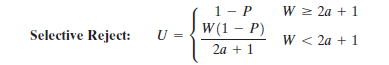 1 − P W ≥ 2a + 1
Selective Reject: U =
W(1 − P)
2a + 1
W < 2a + 1